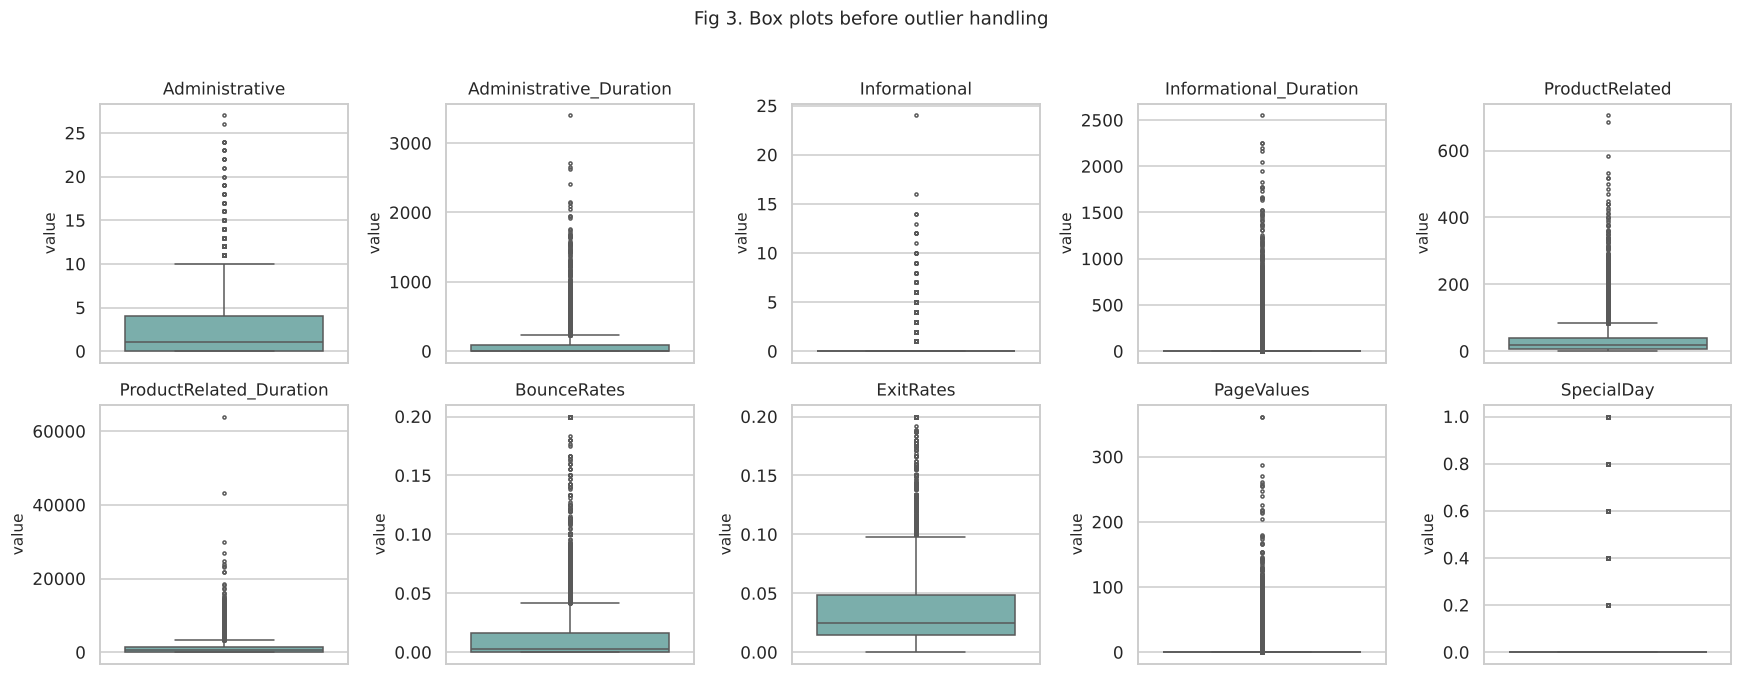 Fig 3. Box plots before outlier handling
Administrative
Administrative_Duration
Informational
Informational_Duration
ProductRelated
value
25
20
15
10
5
0
value
3000
2000
1000
0
value
25
20
15
10
5
0
value
2500
2000
1500
1000
500
0
value
600
400
200
0
ProductRelated_Duration
BounceRates
ExitRates
PageValues
SpecialDay
value
60000
40000
20000
0
value
0.20
0.15
0.10
0.05
0.00
value
0.20
0.15
0.10
0.05
0.00
value
300
200
100
0
value
1.0
0.8
0.6
0.4
0.2
0.0